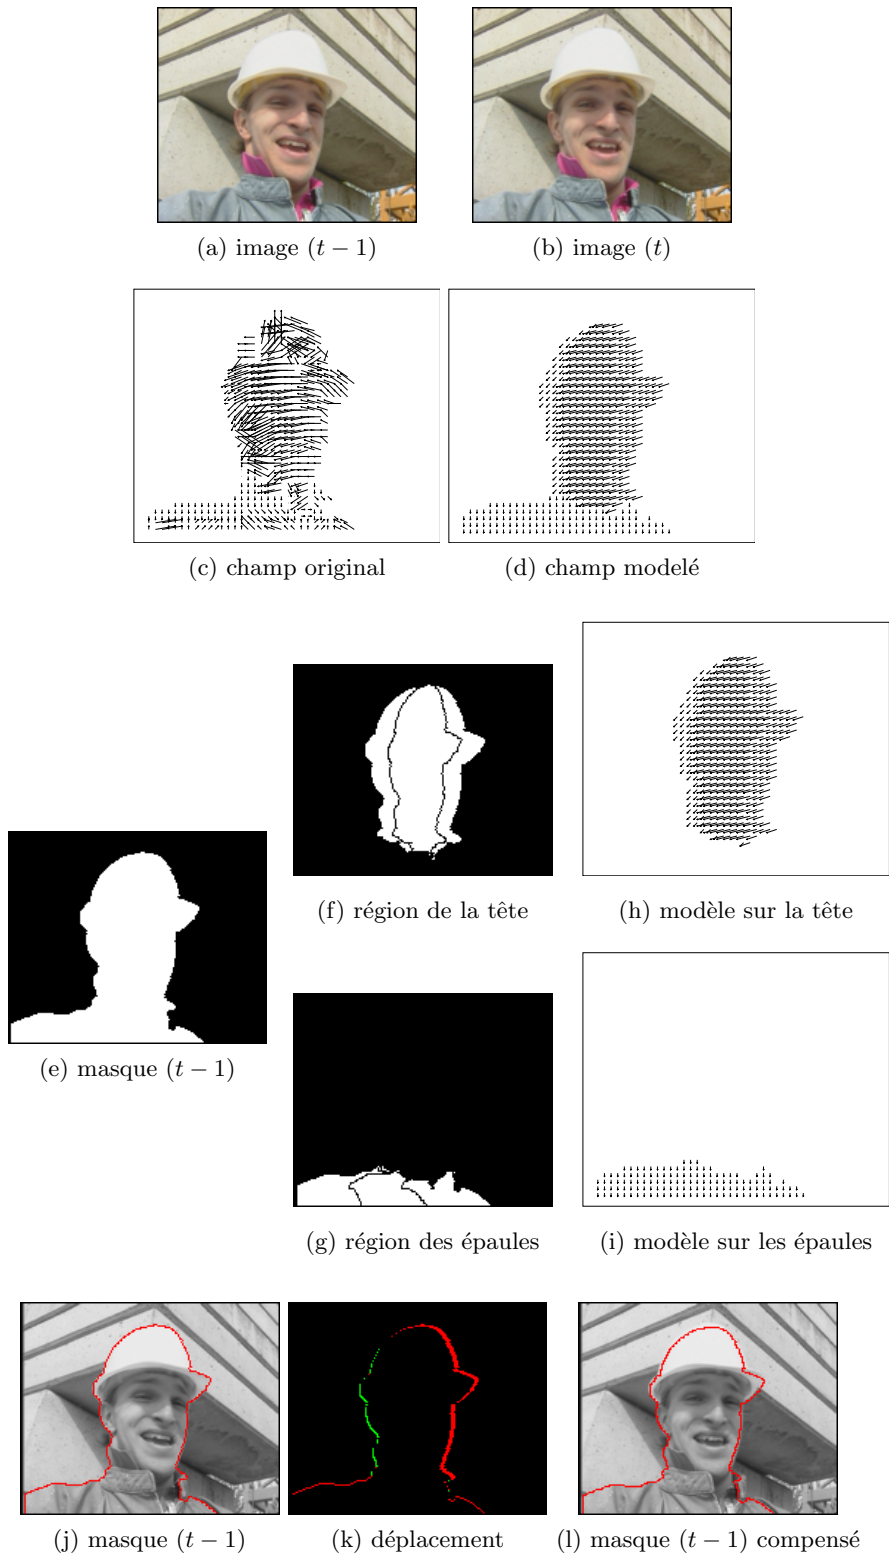 (a) image (t − 1)
(b) image (t)
(c) champ original
(d) champ modelé
(f) région de la tête
(h) modèle sur la tête
(e) masque (t − 1)
(g) région des épaules
(i) modèle sur les épaules
(j) masque (t − 1)
(k) déplacement
(l) masque (t − 1) compensé